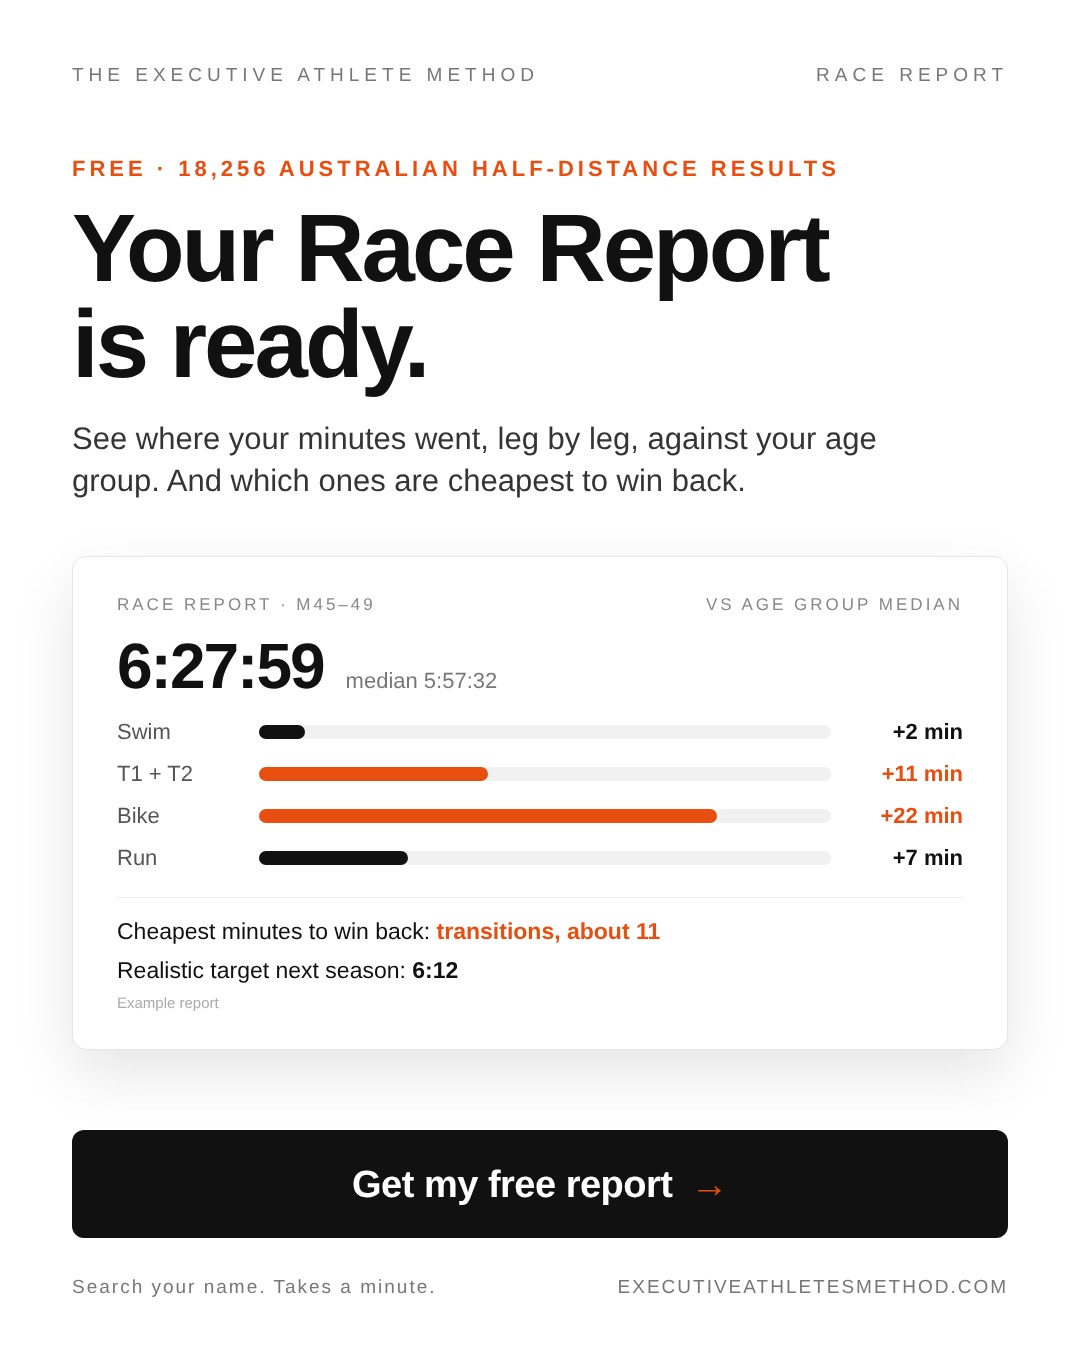 THE EXECUTIVE ATHLETE METHOD
RACE REPORT
FREE · 18,256 AUSTRALIAN HALF-DISTANCE RESULTS
Your Race Report
is ready.
See where your minutes went, leg by leg, against your age
group. And which ones are cheapest to win back.
RACE REPORT · M45–49
VS AGE GROUP MEDIAN
6:27:59 median 5:57:32
Swim +2 min
T1 + T2 +11 min
Bike +22 min
Run +7 min
Cheapest minutes to win back: transitions, about 11
Realistic target next season: 6:12
Example report
Get my free report →
Search your name. Takes a minute.
EXECUTIVEATHLETESMETHOD.COM